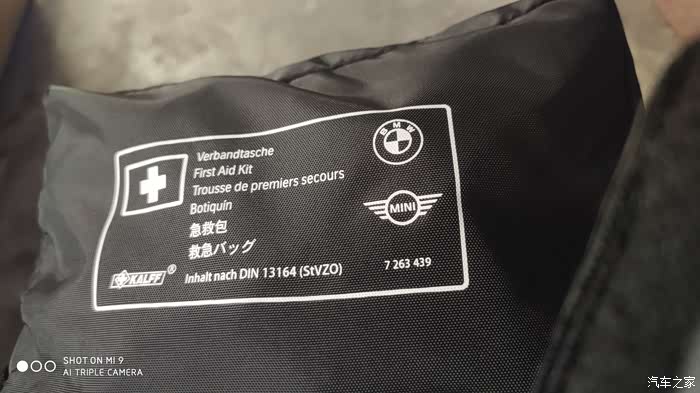 Verbandtasche
First Aid Kit
Trousse de premiers secours
Botiquín
急救包
救急バッグ
KALFF®
Inhalt nach DIN 13164 (StVZO)
BMW
MINI
7 263 439
SHOT ON MI 9
AI TRIPLE CAMERA
汽车之家